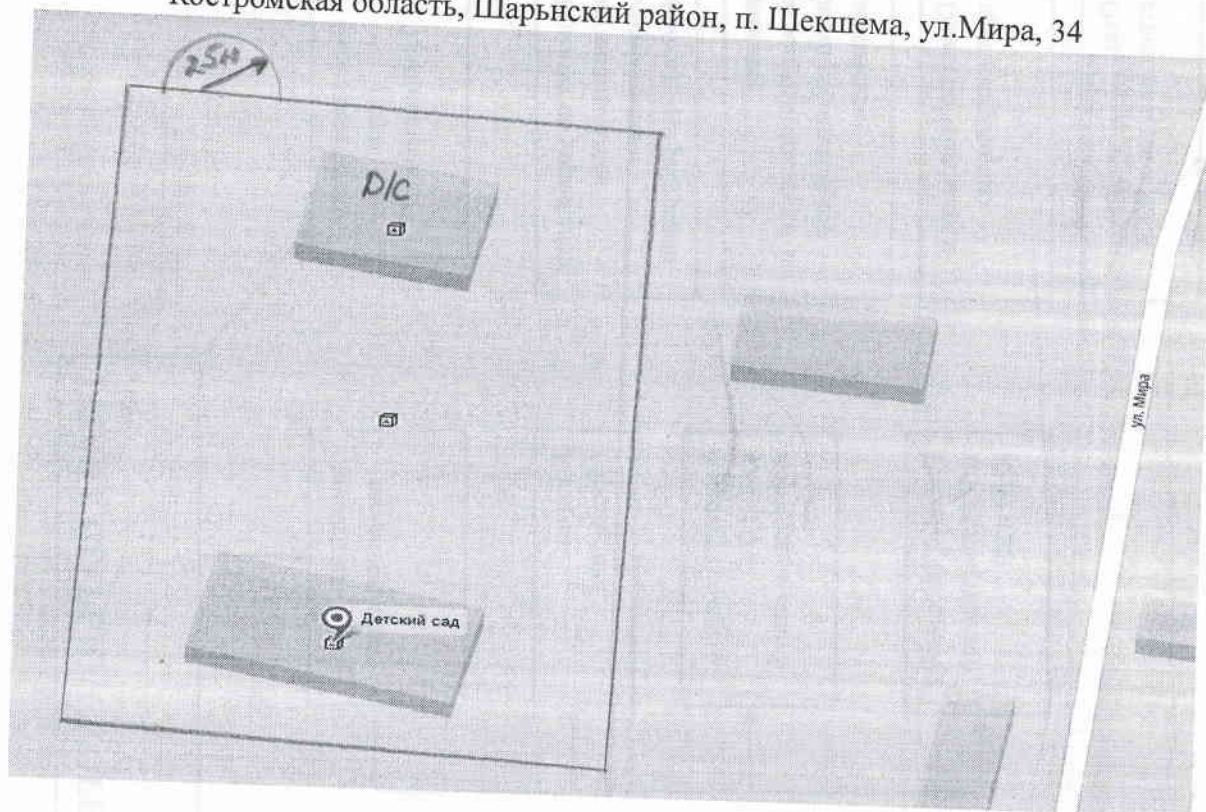 Костромская область, Шарьнский район, п. Шекшема, ул.Мира, 34
25м
D/C
ул. Мира
Детский сад